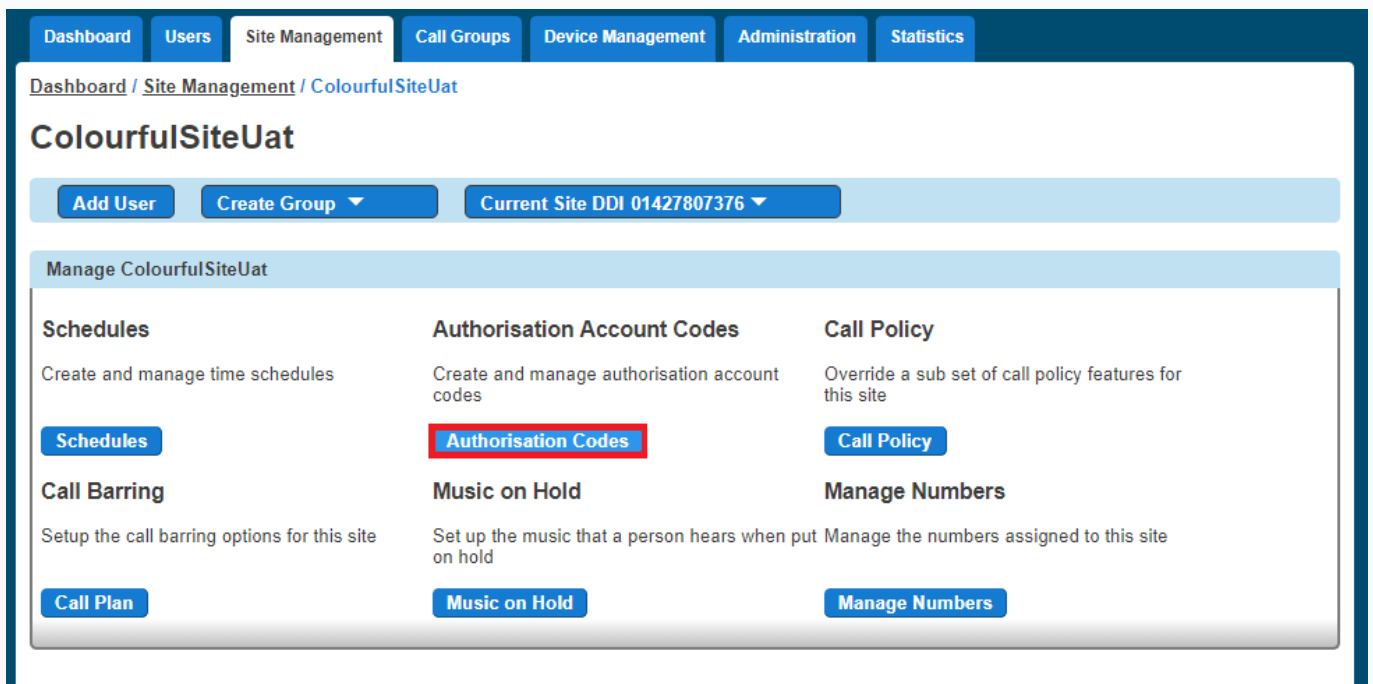 Dashboard Users Site Management Call Groups Device Management Administration Statistics
Dashboard / Site Management / ColourfulSiteUat
ColourfulSiteUat
Add User Create Group Current Site DDI 01427807376
Manage ColourfulSiteUat
Schedules
Create and manage time schedules
Schedules
Authorisation Account Codes
Create and manage authorisation account
codes
Authorisation Codes
Call Policy
Override a sub set of call policy features for
this site
Call Policy
Call Barring
Setup the call barring options for this site
Call Plan
Music on Hold
Set up the music that a person hears when put
on hold
Music on Hold
Manage Numbers
Manage the numbers assigned to this site
Manage Numbers